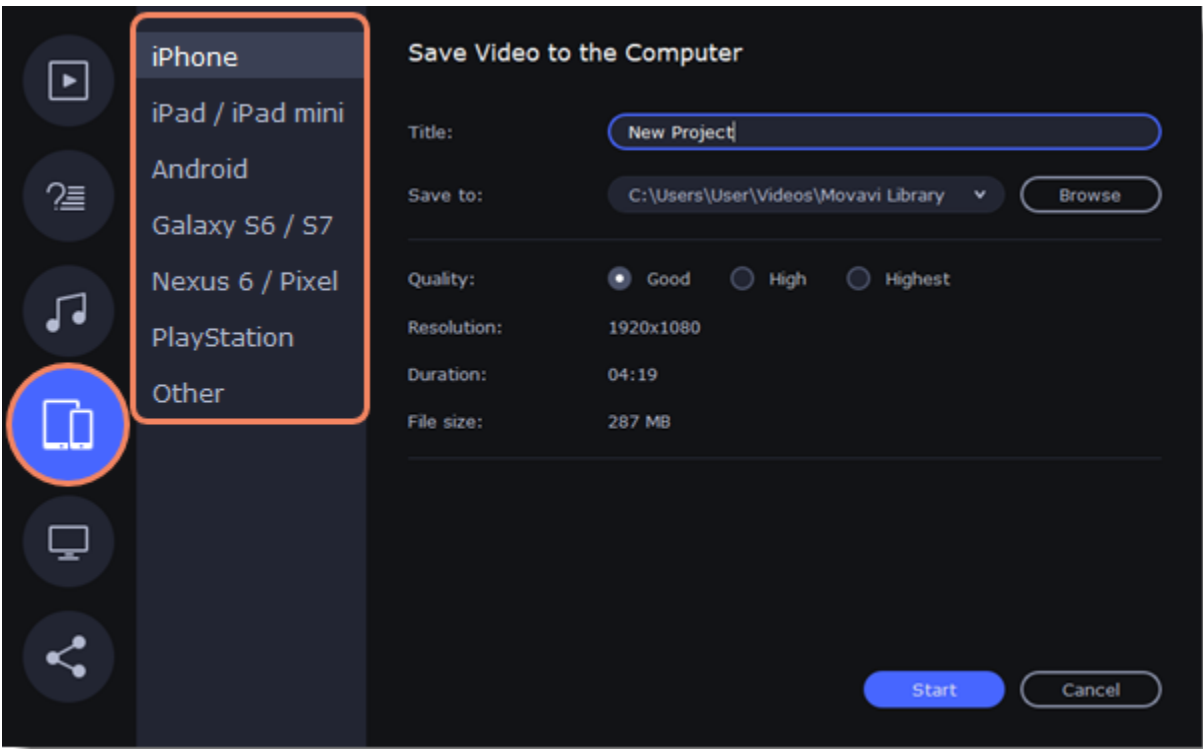 iPhone
iPad / iPad mini
Android
Galaxy S6 / S7
Nexus 6 / Pixel
PlayStation
Other
Save Video to the Computer
Title: New Project
Save to: C:\Users\User\Videos\Movavi Library Browse
Quality: Good High Highest
Resolution: 1920x1080
Duration: 04:19
File size: 287 MB
Start Cancel